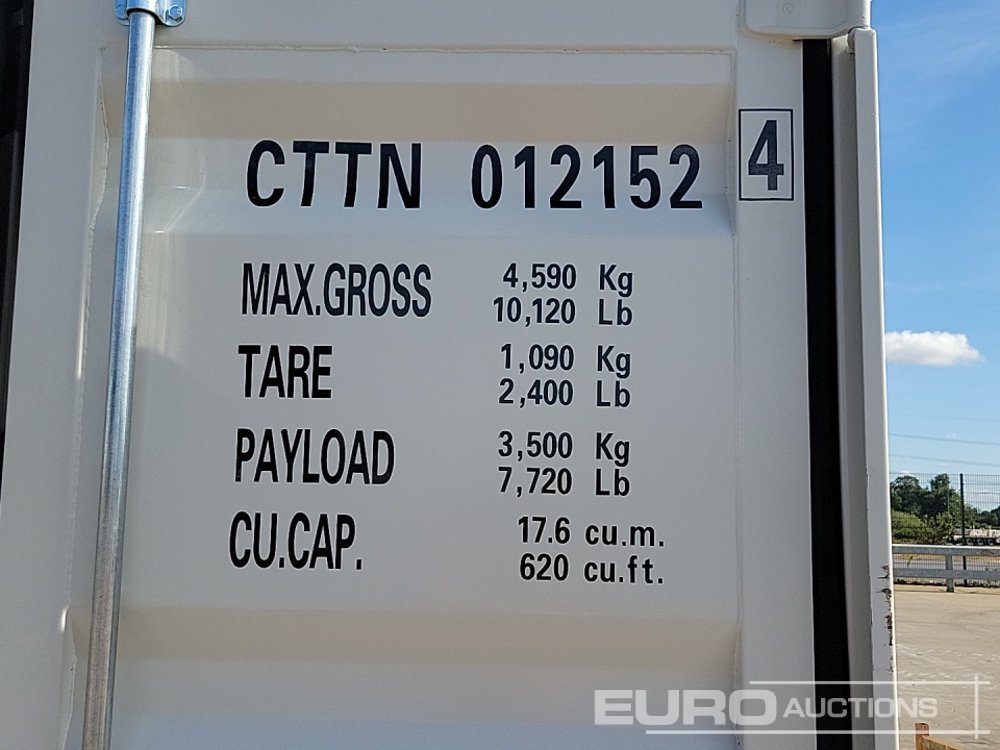 CTTN 012152 4
MAX.GROSS 4,590 Kg
10,120 Lb
TARE 1,090 Kg
2,400 Lb
PAYLOAD 3,500 Kg
7,720 Lb
CU.CAP. 17.6 cu.m.
620 cu.ft.
EURO AUCTIONS